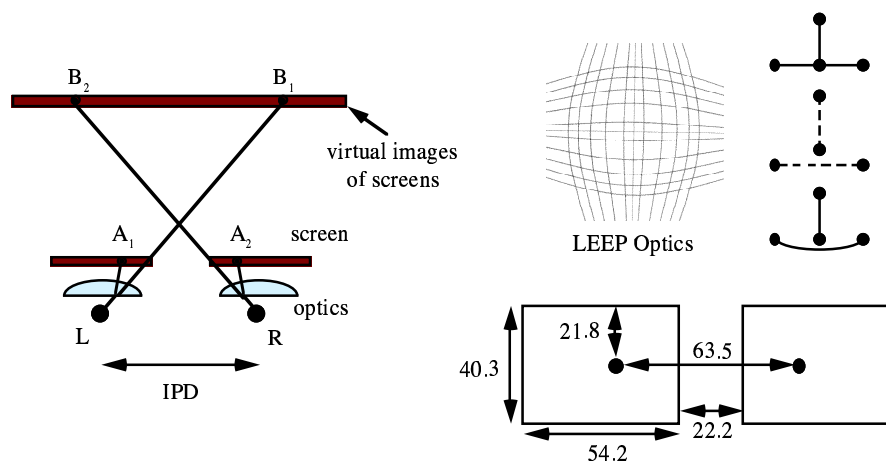 B2
B1
virtual images
of screens
A1
A2
screen
optics
L
R
IPD
LEEP Optics
21.8
63.5
40.3
22.2
54.2